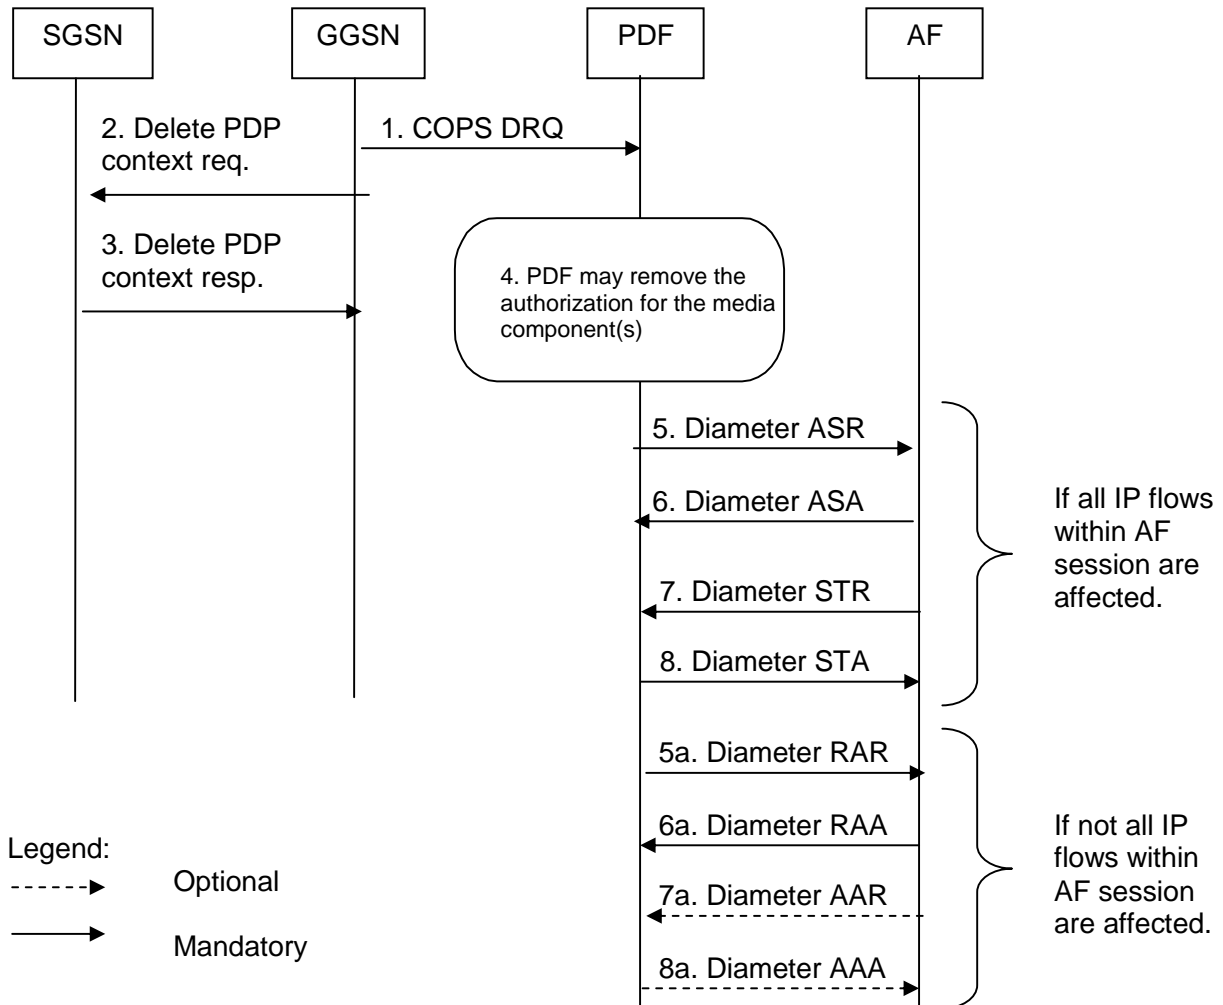 SGSN
GGSN
PDF
AF
2. Delete PDP
context req.
1. COPS DRQ
3. Delete PDP
context resp.
4. PDF may remove the
authorization for the media
component(s)
5. Diameter ASR
6. Diameter ASA
7. Diameter STR
8. Diameter STA
If all IP flows
within AF
session are
affected.
5a. Diameter RAR
6a. Diameter RAA
7a. Diameter AAR
8a. Diameter AAA
If not all IP
flows within
AF session
are affected.
Legend:
Optional
Mandatory